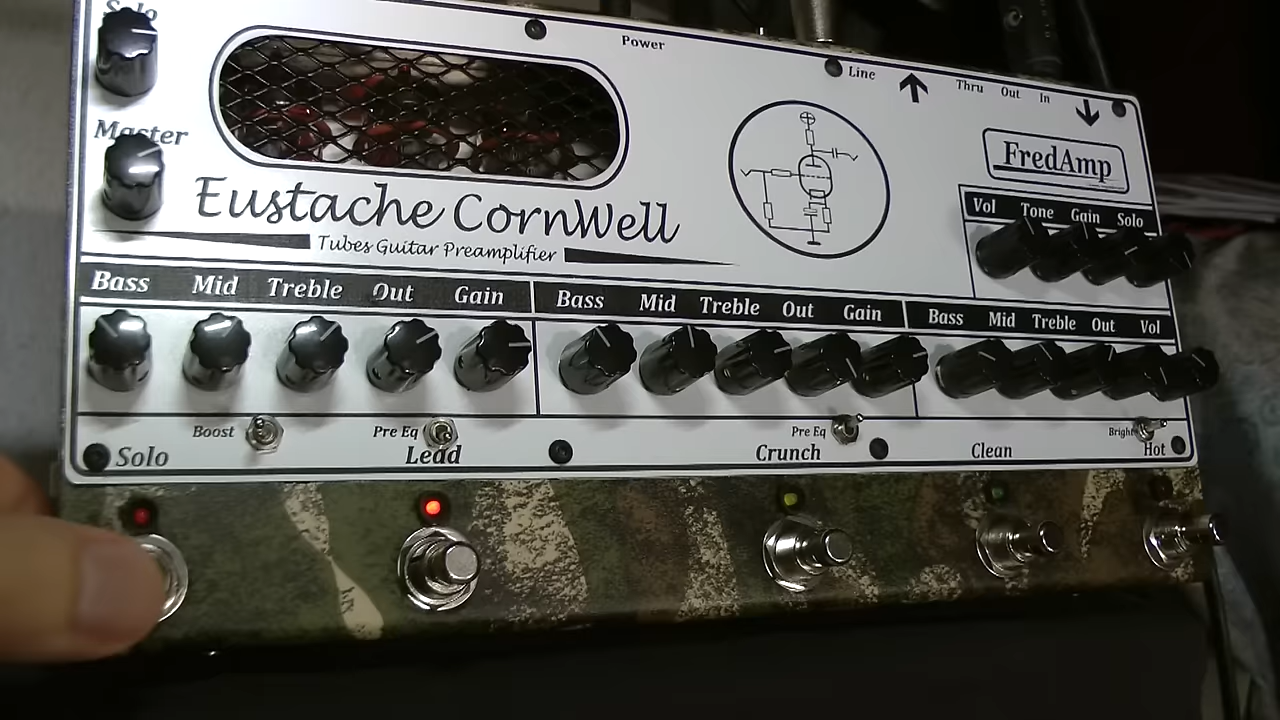 Solo
Power
Line
Thru Out In
Master
FredAmp
Eustache CornWell
Tubes Guitar Preamplifier
Vol Tone Gain Solo
Bass Mid Treble Out Gain
Bass Mid Treble Out Gain
Bass Mid Treble Out Vol
Boost
Pre Eq
Pre Eq
Bright
Solo
Lead
Crunch
Clean
Hot